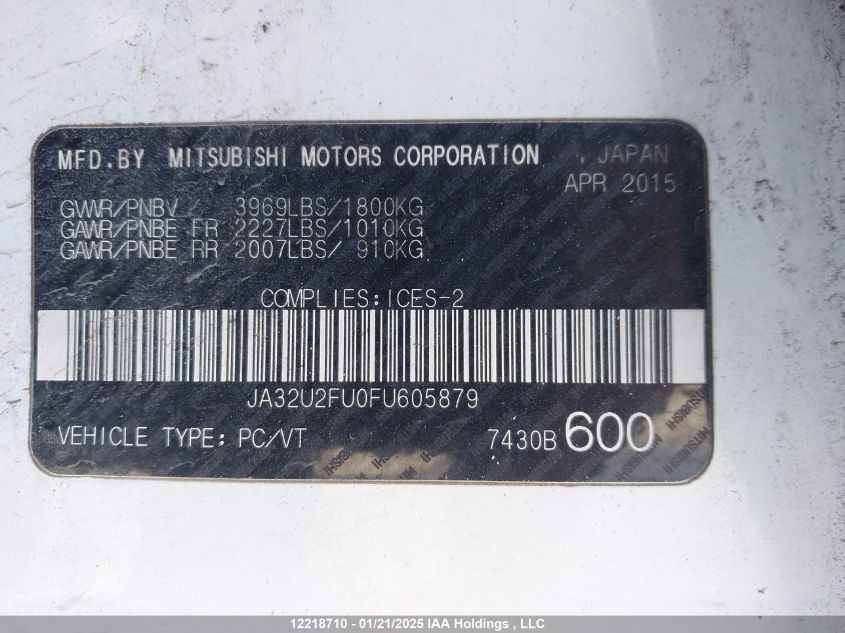 MFD.BY MITSUBISHI MOTORS CORPORATION , JAPAN
APR 2015
GVWR/PNBV 3969LBS/1800KG
GAWR/PNBE FR 2227LBS/1010KG
GAWR/PNBE RR 2007LBS/ 910KG
COMPLIES:ICES-2
JA32U2FU0FU605879
VEHICLE TYPE: PC/VT 7430B 600
12218710 - 01/21/2025 IAA Holdings , LLC